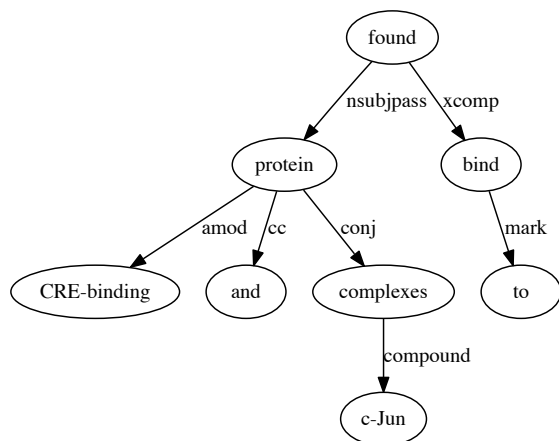 found
nsubjpass xcomp
protein bind
amod cc conj mark
CRE-binding and complexes to
compound
c-Jun